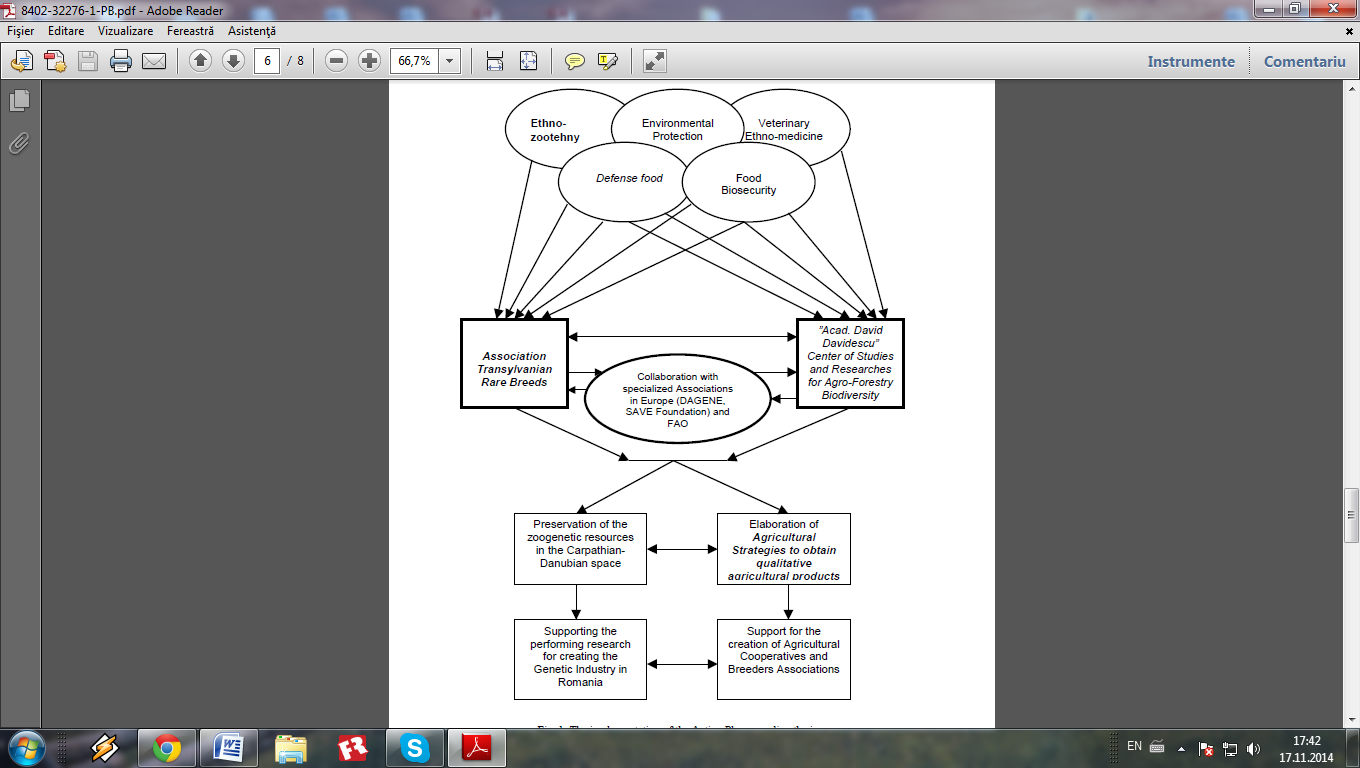 8402-32276-1-PB.pdf - Adobe Reader
Fişier Editare Vizualizare Fereastră Asistenţă
6 / 8 66,7% Instrumente Comentariu
Ethno-
zootehny
Environmental
Protection
Veterinary
Ethno-medicine
Defense food
Food
Biosecurity
Association
Transylvanian
Rare Breeds
"Acad. David
Davidescu"
Center of Studies
and Researches
for Agro-Forestry
Biodiversity
Collaboration with
specialized Associations
in Europe (DAGENE,
SAVE Foundation) and
FAO
Preservation of the
zoogenetic resources
in the Carpathian-
Danubian space
Elaboration of
Agricultural
Strategies to obtain
qualitative
agricultural products
Supporting the
performing research
for creating the
Genetic Industry in
Romania
Support for the
creation of Agricultural
Cooperatives and
Breeders Associations
EN
17:42
17.11.2014